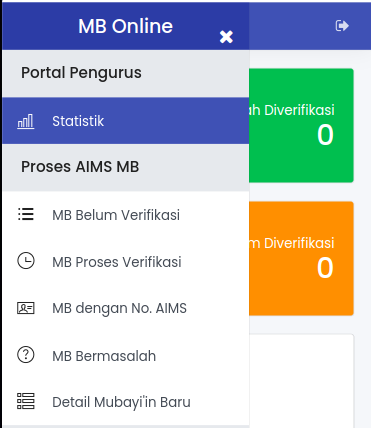 MB Online
Portal Pengurus
Statistik
Proses AIMS MB
MB Belum Verifikasi
MB Proses Verifikasi
MB dengan No. AIMS
MB Bermasalah
Detail Mubayi'in Baru
ah Diverifikasi
0
m Diverifikasi
0